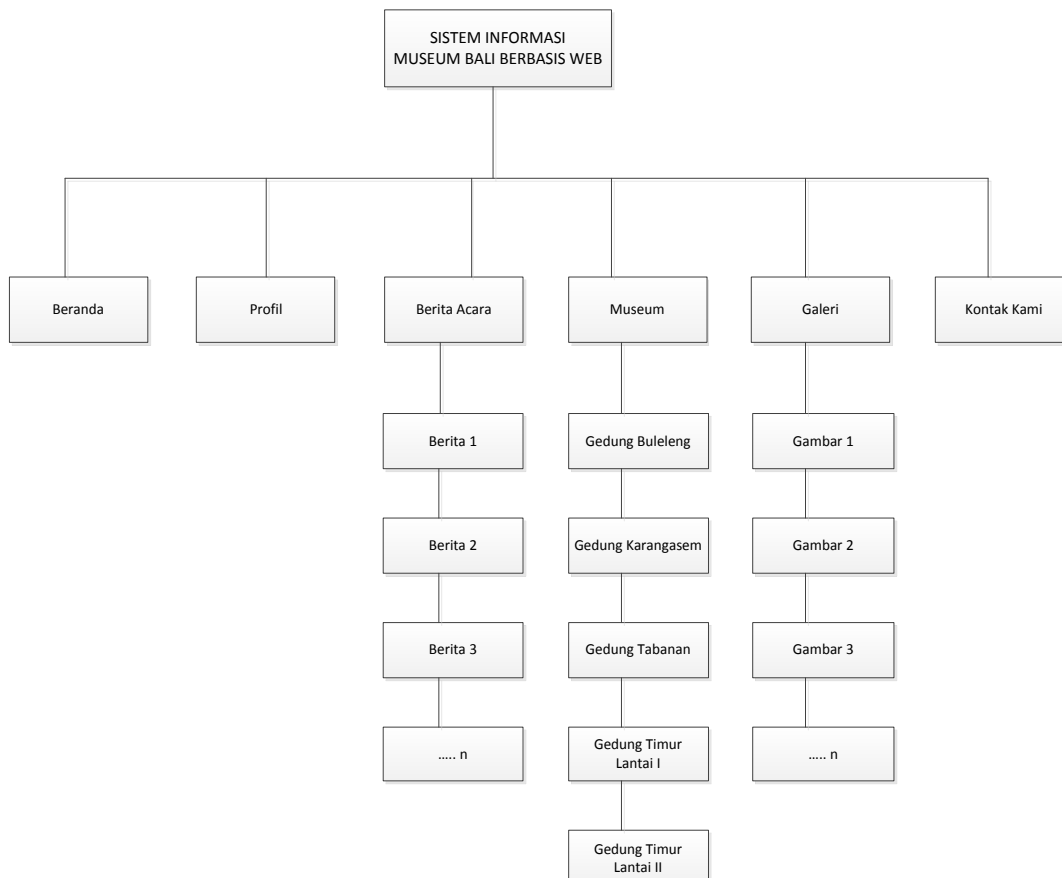 SISTEM INFORMASI
MUSEUM BALI BERBASIS WEB
Beranda
Profil
Berita Acara
Museum
Galeri
Kontak Kami
Berita 1
Gedung Buleleng
Gambar 1
Berita 2
Gedung Karangasem
Gambar 2
Berita 3
Gedung Tabanan
Gambar 3
..... n
Gedung Timur
Lantai I
..... n
Gedung Timur
Lantai II